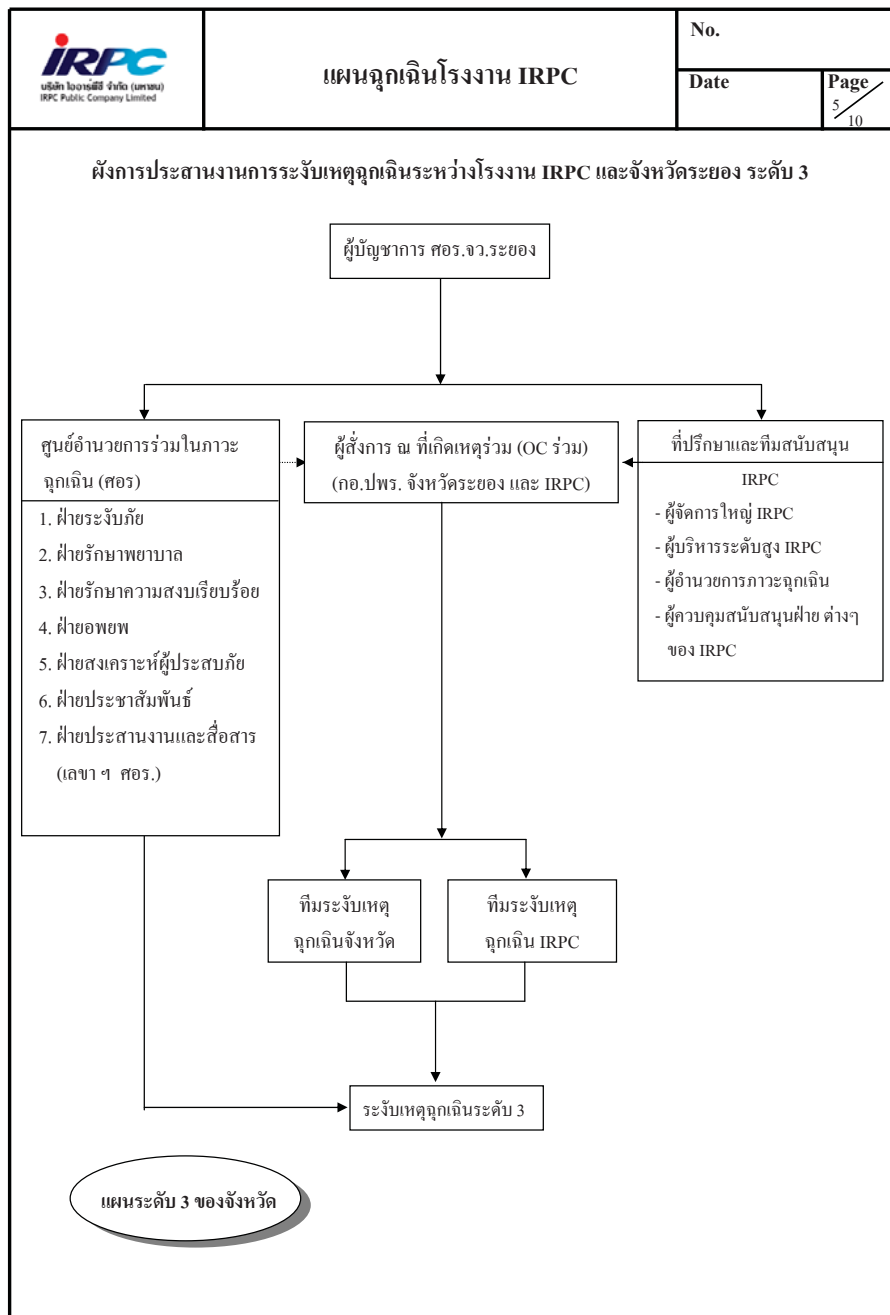 IRPC
บริษัท ไออาร์พีซี จำกัด (มหาชน)
IRPC Public Company Limited
แผนฉุกเฉินโรงงาน IRPC
No.
Date
Page
5/10
ผังการประสานงานการระงับเหตุฉุกเฉินระหว่างโรงงาน IRPC และจังหวัดระยอง ระดับ 3
ผู้บัญชาการ ศอร.จว.ระยอง
ศูนย์อำนวยการร่วมในภาวะ
ฉุกเฉิน (ศอร)
1. ฝ่ายระงับภัย
2. ฝ่ายรักษาพยาบาล
3. ฝ่ายรักษาความสงบเรียบร้อย
4. ฝ่ายอพยพ
5. ฝ่ายสงเคราะห์ผู้ประสบภัย
6. ฝ่ายประชาสัมพันธ์
7. ฝ่ายประสานงานและสื่อสาร
(เลขา ฯ ศอร.)
ผู้สั่งการ ณ ที่เกิดเหตุร่วม (OC ร่วม)
(กอ.ปพร. จังหวัดระยอง และ IRPC)
ที่ปรึกษาและทีมสนับสนุน
IRPC
- ผู้จัดการใหญ่ IRPC
- ผู้บริหารระดับสูง IRPC
- ผู้อำนวยการภาวะฉุกเฉิน
- ผู้ควบคุมสนับสนุนฝ่าย ต่างๆ
ของ IRPC
ทีมระงับเหตุ
ฉุกเฉินจังหวัด
ทีมระงับเหตุ
ฉุกเฉิน IRPC
ระงับเหตุฉุกเฉินระดับ 3
แผนระดับ 3 ของจังหวัด